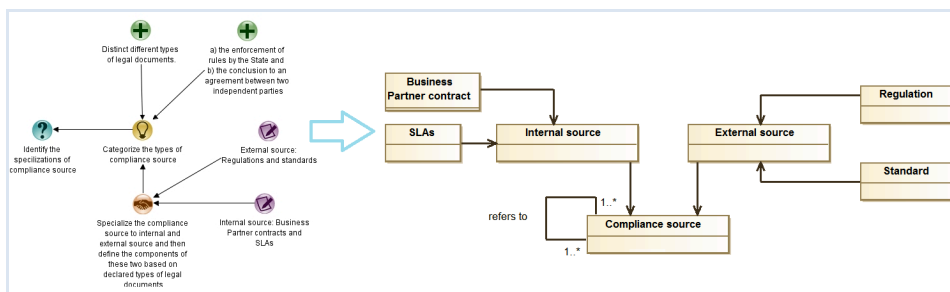 Distinct different types
of legal documents.
a) the enforcement of
rules by the State and
b) the conclusion to an
agreement between two
independent parties
?
Identify the
specilizations of
compliance source
Categorize the types of
compliance source
External source:
Regulations and standards
Specialize the compliance
source to internal and
external source and then
define the components of
these two based on
declared types of legal
documents
Internal source: Business
Partner contracts and
SLAs
Business
Partner contract
SLAs
Internal source
External source
Regulation
Standard
refers to
1..*
Compliance source
1..*